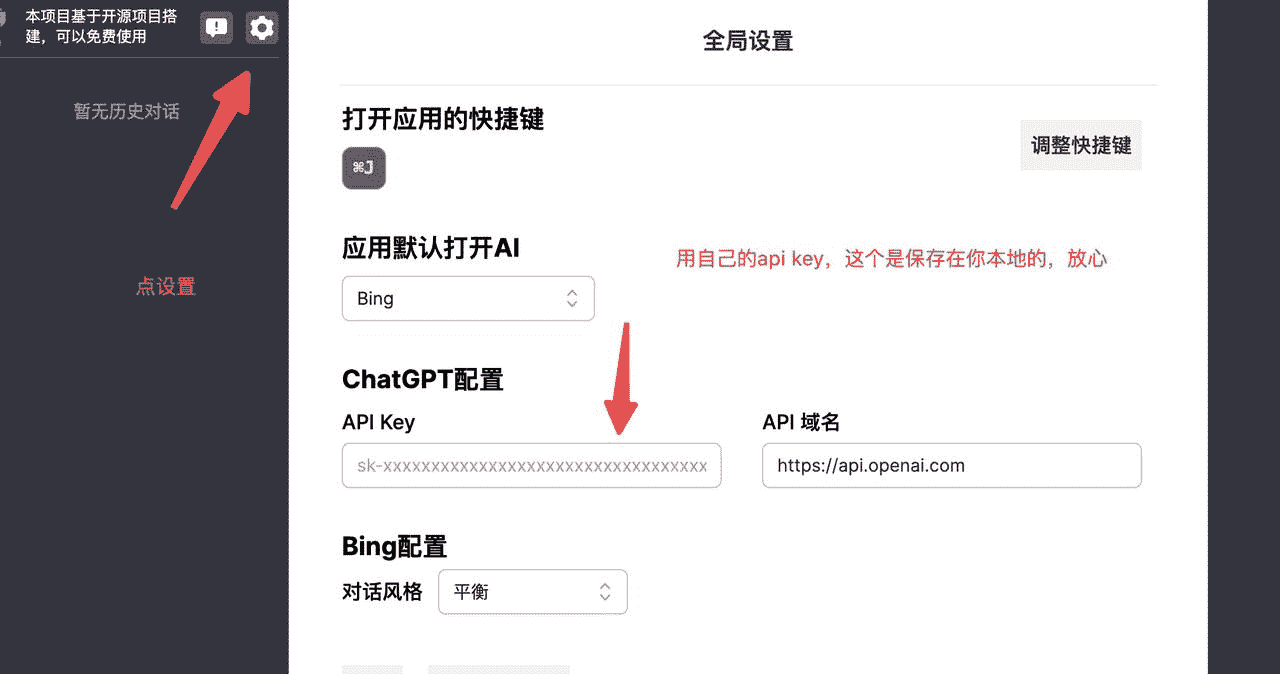 本项目基于开源项目搭
建，可以免费使用
暂无历史对话
点设置
全局设置
打开应用的快捷键
⌘J
调整快捷键
应用默认打开AI
用自己的api key，这个是保存在你本地的，放心
Bing
ChatGPT配置
API Key
API 域名
sk-xxxxxxxxxxxxxxxxxxxxxxxxxxxxxxxx
https://api.openai.com
Bing配置
对话风格
平衡